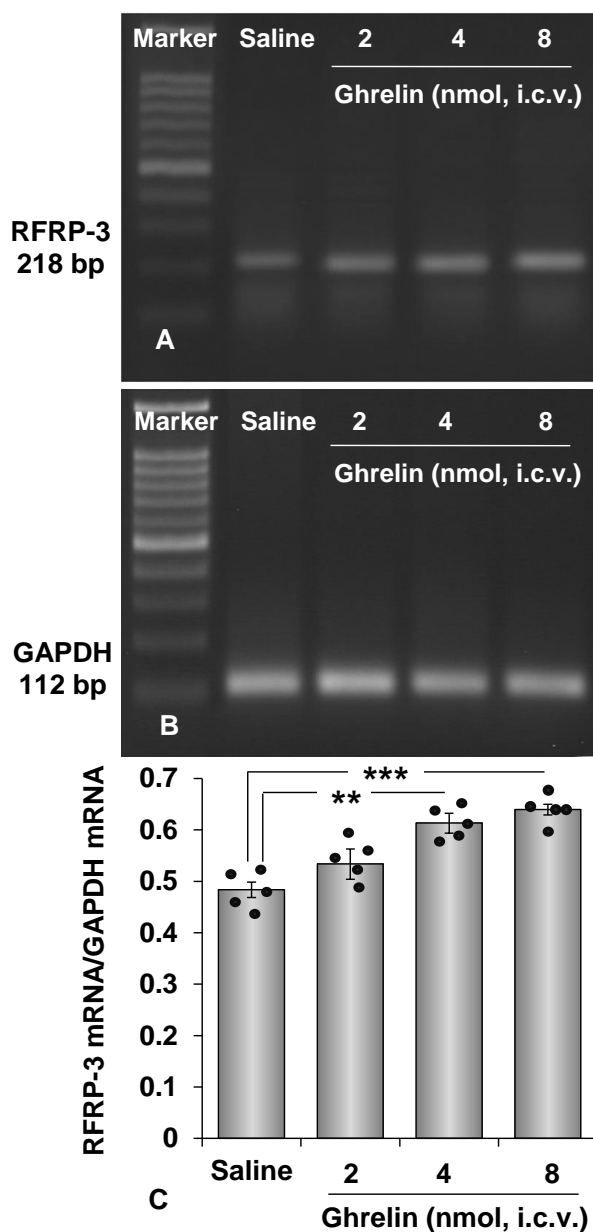 Marker Saline 2 4 8
Ghrelin (nmol, i.c.v.)
RFRP-3
218 bp
A
Marker Saline 2 4 8
Ghrelin (nmol, i.c.v.)
GAPDH
112 bp
B
RFRP-3 mRNA/GAPDH mRNA
0.7
0.6
0.5
0.4
0.3
0.2
0.1
0
***
**
Saline 2 4 8
C
Ghrelin (nmol, i.c.v.)